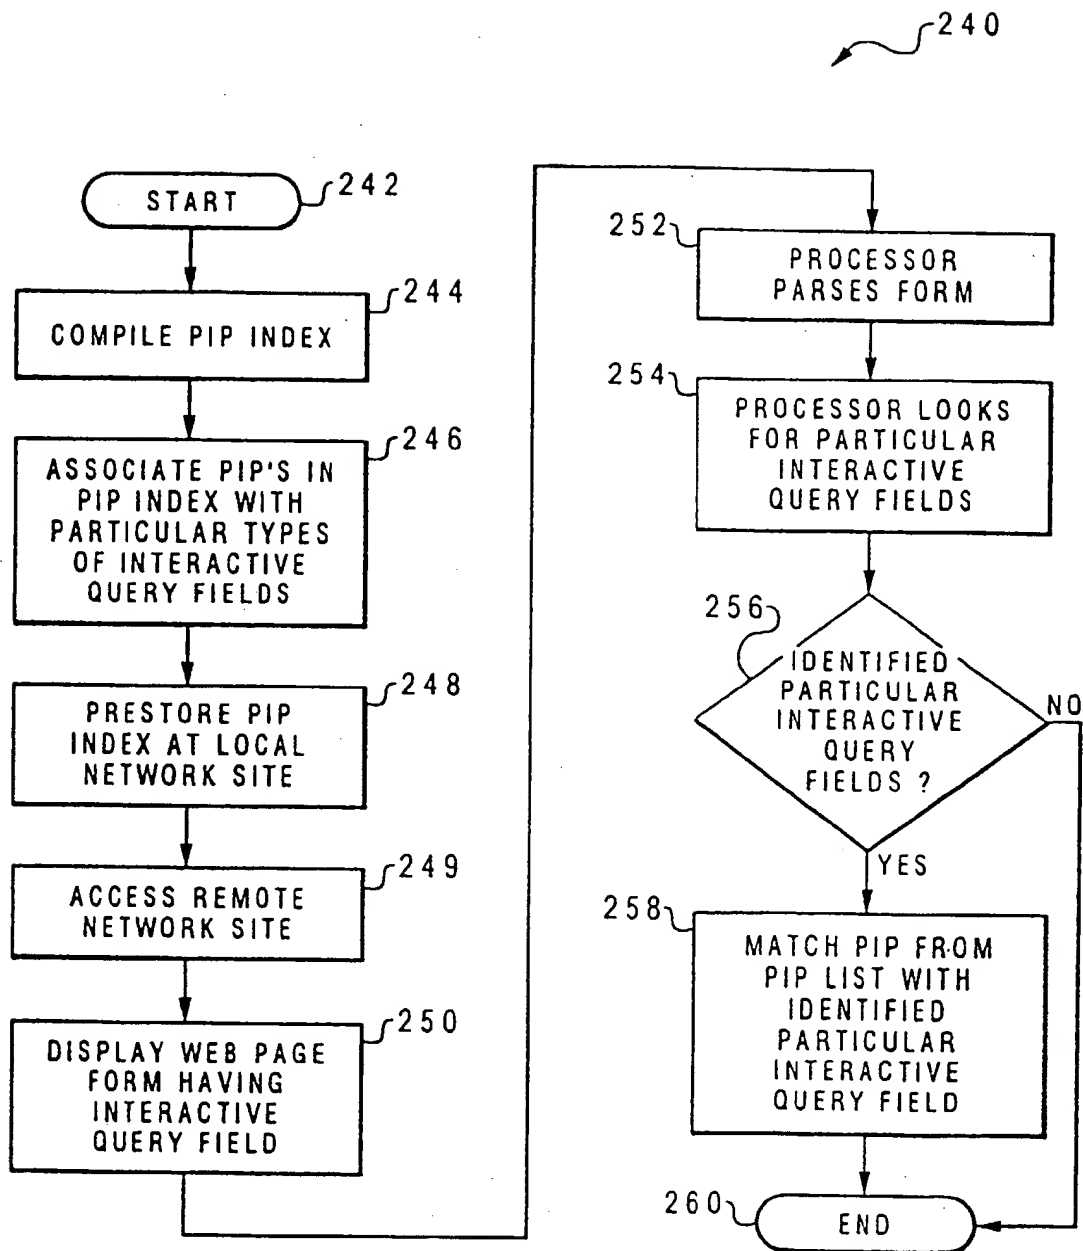 240
START
242
COMPILE PIP INDEX
244
ASSOCIATE PIP'S IN
PIP INDEX WITH
PARTICULAR TYPES
OF INTERACTIVE
QUERY FIELDS
246
PRESTORE PIP
INDEX AT LOCAL
NETWORK SITE
248
ACCESS REMOTE
NETWORK SITE
249
DISPLAY WEB PAGE
FORM HAVING
INTERACTIVE
QUERY FIELD
250
252
PROCESSOR
PARSES FORM
254
PROCESSOR LOOKS
FOR PARTICULAR
INTERACTIVE
QUERY FIELDS
256
IDENTIFIED
PARTICULAR
INTERACTIVE
QUERY
FIELDS ?
NO
YES
258
MATCH PIP FROM
PIP LIST WITH
IDENTIFIED
PARTICULAR
INTERACTIVE
QUERY FIELD
260
END